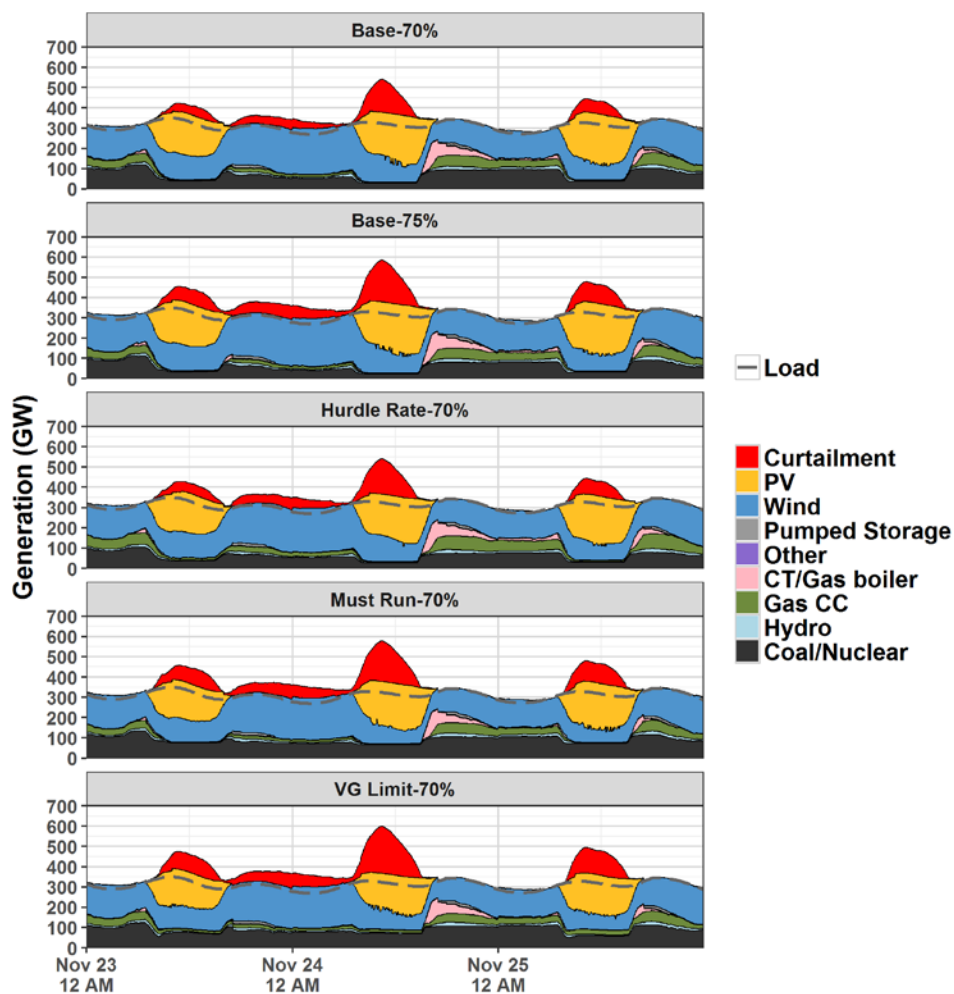 Base-70%
700
600
500
400
300
200
100
0
Base-75%
700
600
500
400
300
200
100
0
Hurdle Rate-70%
700
600
500
400
300
200
100
0
Must Run-70%
700
600
500
400
300
200
100
0
VG Limit-70%
700
600
500
400
300
200
100
0
Nov 23
12 AM
Nov 24
12 AM
Nov 25
12 AM
Generation (GW)
Load
Curtailment
PV
Wind
Pumped Storage
Other
CT/Gas boiler
Gas CC
Hydro
Coal/Nuclear